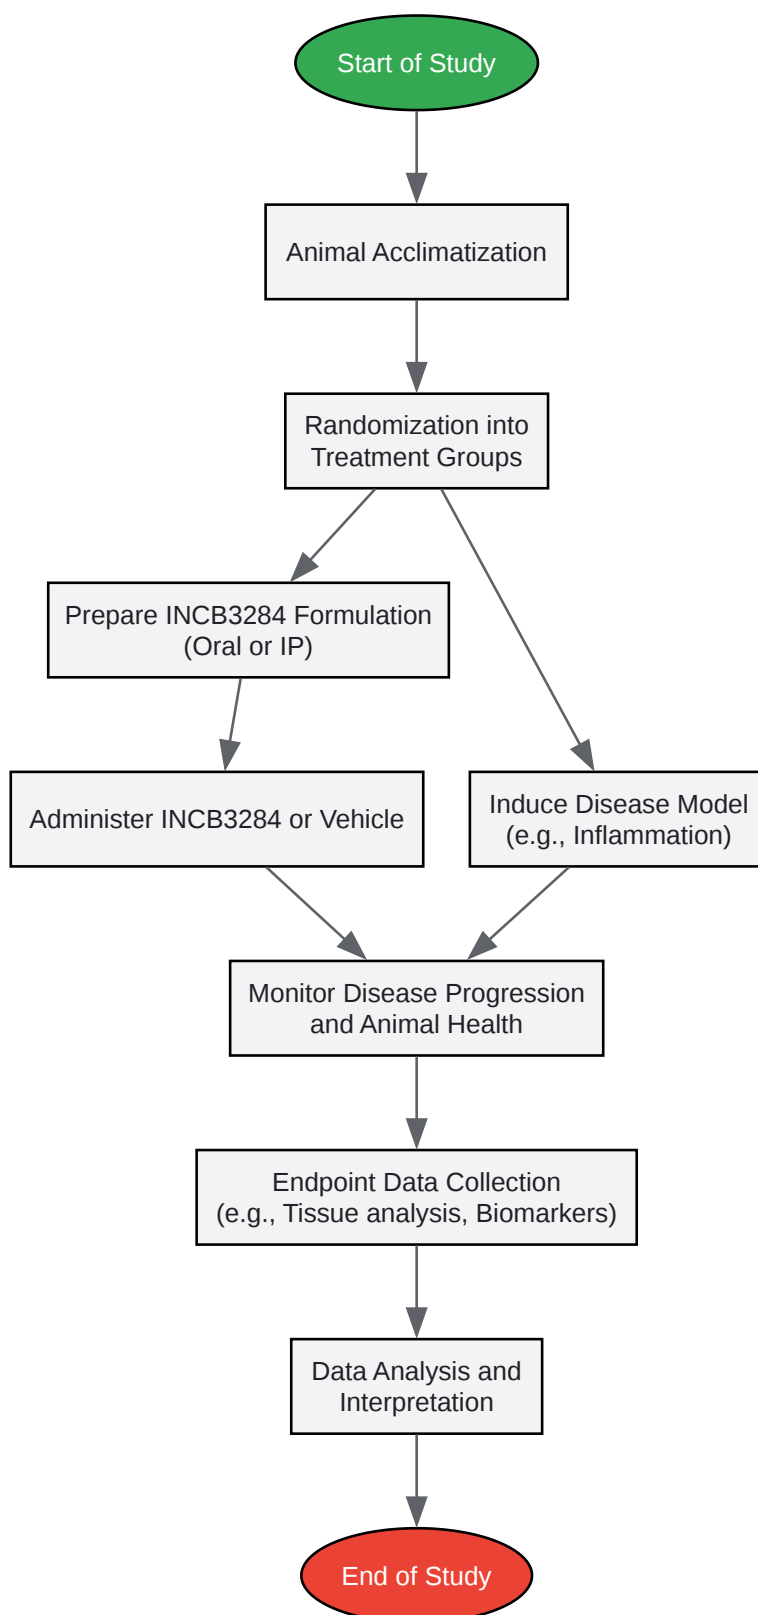 Start of Study
Animal Acclimatization
Randomization into
Treatment Groups
Prepare INCB3284 Formulation
(Oral or IP)
Administer INCB3284 or Vehicle
Induce Disease Model
(e.g., Inflammation)
Monitor Disease Progression
and Animal Health
Endpoint Data Collection
(e.g., Tissue analysis, Biomarkers)
Data Analysis and
Interpretation
End of Study